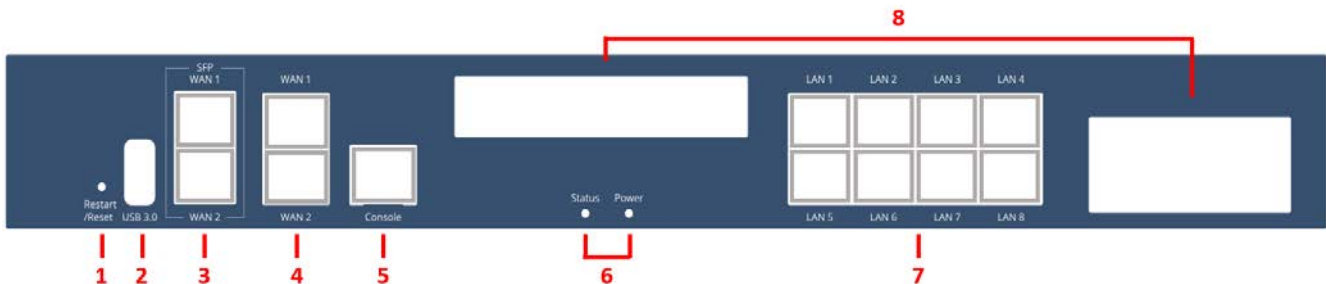 8
SFP
WAN 1
WAN 1
LAN 1 LAN 2 LAN 3 LAN 4
Restart
/Reset
USB 3.0
WAN 2
WAN 2
Console
Status Power
LAN 5 LAN 6 LAN 7 LAN 8
1 2 3 4 5 6 7